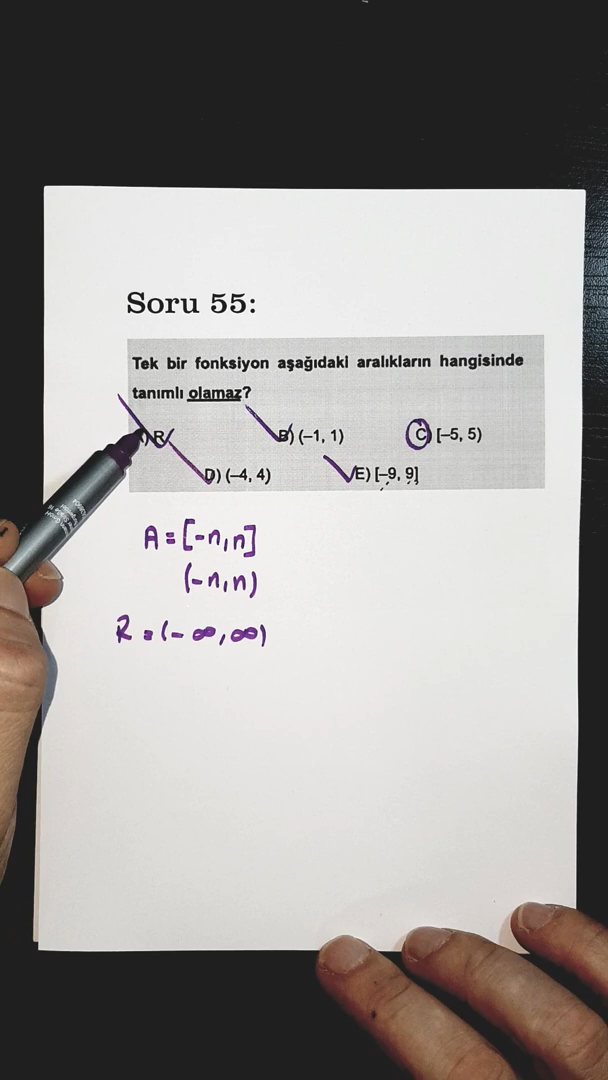 Soru 55:
Tek bir fonksiyon aşağıdaki aralıkların hangisinde
tanımlı olamaz?
) R B) (−1, 1) C) [−5, 5)
D) (−4, 4) E) [−9, 9]
A = [-n, n]
(-n, n)
R = (-∞, ∞)